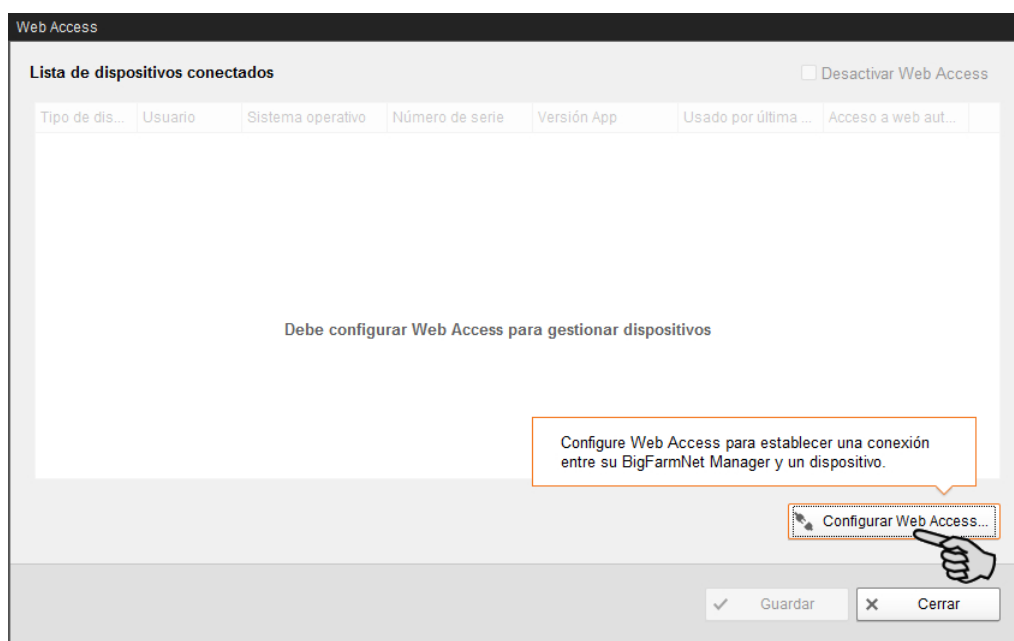 Web Access
Lista de dispositivos conectados
Desactivar Web Access
Tipo de dis... Usuario Sistema operativo Número de serie Versión App Usado por última ... Acceso a web aut...
Debe configurar Web Access para gestionar dispositivos
Configure Web Access para establecer una conexión
entre su BigFarmNet Manager y un dispositivo.
Configurar Web Access...
Guardar
Cerrar